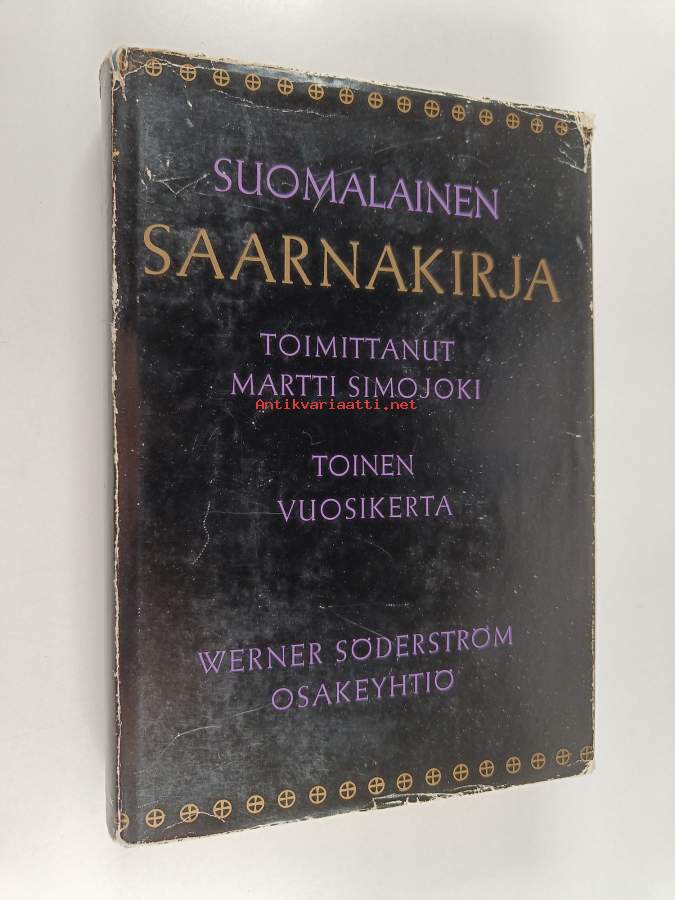 SUOMALAINEN
SAARNAKIRJA
TOIMITTANUT
MARTTI SIMOJOKI
Antikvariaatti.net
TOINEN
VUOSIKERTA
WERNER SÖDERSTRÖM
OSAKEYHTIÖ